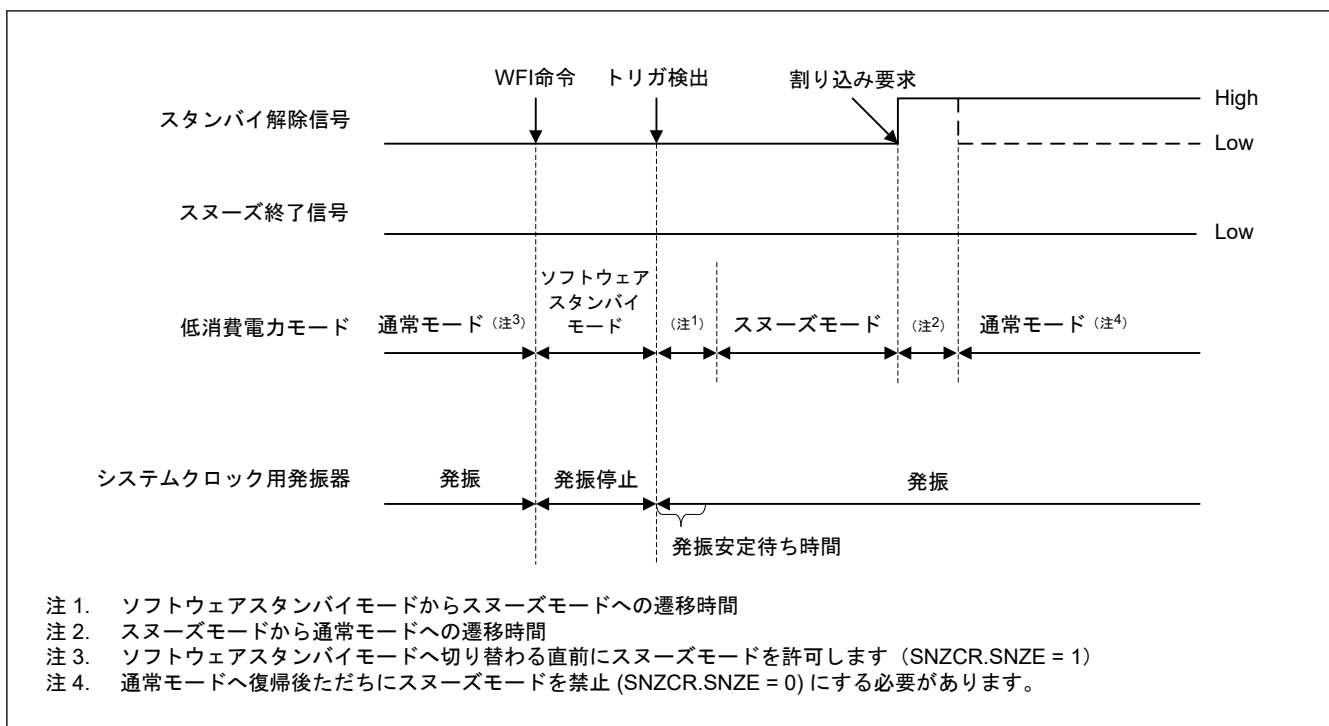 WFI命令 トリガ検出 割り込み要求
スタンバイ解除信号
High
Low
スヌーズ終了信号
Low
低消費電力モード
通常モード（注3）
ソフトウェア
スタンバイ
モード
（注1）
スヌーズモード
（注2）
通常モード（注4）
システムクロック用発振器
発振
発振停止
発振
発振安定待ち時間
注 1. ソフトウェアスタンバイモードからスヌーズモードへの遷移時間
注 2. スヌーズモードから通常モードへの遷移時間
注 3. ソフトウェアスタンバイモードへ切り替わる直前にスヌーズモードを許可します（SNZCR.SNZE = 1）
注 4. 通常モードへ復帰後ただちにスヌーズモードを禁止 (SNZCR.SNZE = 0) にする必要があります。